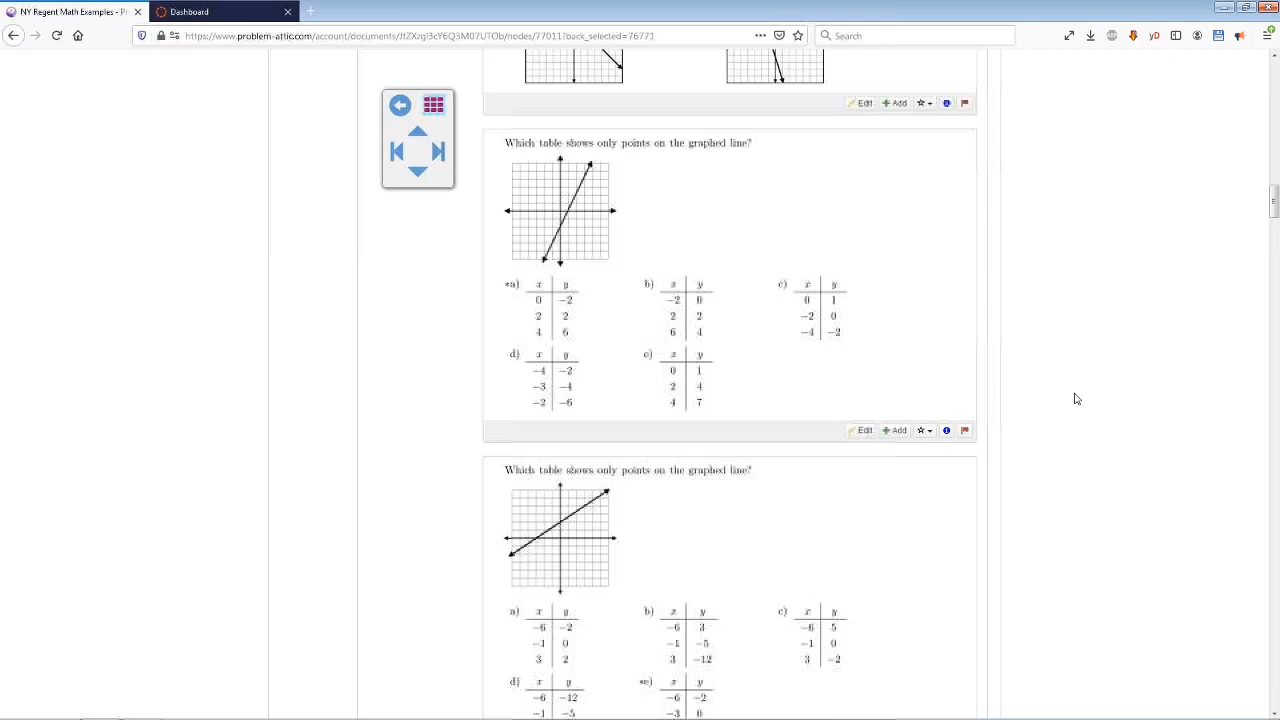 NY Regent Math Examples - Pro
Dashboard
https://www.problem-attic.com/account/documents/JtZXzgI3cY6Q3M07UTOb/nodes/77011?back_selected=76771
Search
Edit Add
Which table shows only points on the graphed line?
*a) x y b) x y c) x y
0 −2 −2 0 0 1
2 2 2 2 −2 0
4 6 6 4 −4 −2
d) x y e) x y
−4 −2 0 1
−3 −4 2 4
−2 −6 4 7
Edit Add
Which table shows only points on the graphed line?
a) x y b) x y c) x y
−6 −2 −6 3 −6 5
−1 0 −1 −5 −1 0
3 2 3 −12 3 −2
d) x y *e) x y
−6 −12 −6 −2
−1 −5 −3 0